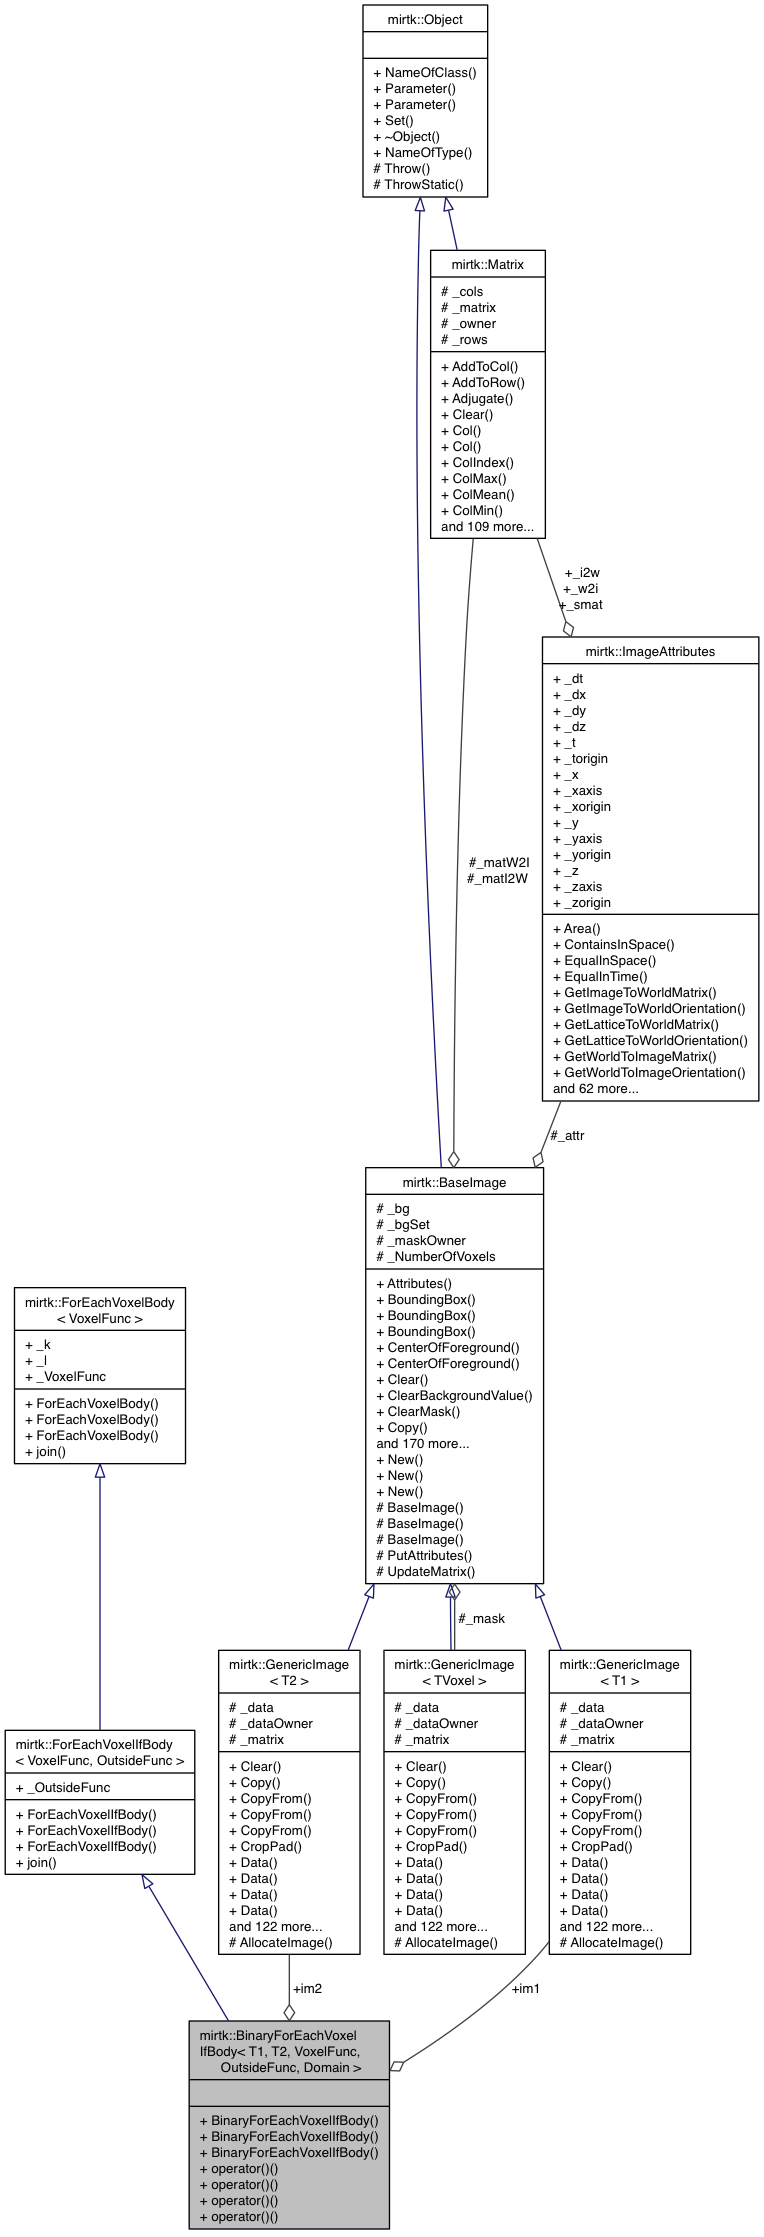 mirtk::Object
+ NameOfClass()
+ Parameter()
+ Parameter()
+ Set()
+ ~Object()
+ NameOfType()
# Throw()
# ThrowStatic()
mirtk::Matrix
# _cols
# _matrix
# _owner
# _rows
+ AddToCol()
+ AddToRow()
+ Adjugate()
+ Clear()
+ Col()
+ Col()
+ ColIndex()
+ ColMax()
+ ColMean()
+ ColMin()
and 109 more...
+_i2w
+_w2i
+_smat
mirtk::ImageAttributes
+ _dt
+ _dx
+ _dy
+ _dz
+ _t
+ _torigin
+ _x
+ _xaxis
+ _xorigin
+ _y
+ _yaxis
+ _yorigin
+ _z
+ _zaxis
+ _zorigin
+ Area()
+ ContainsInSpace()
+ EqualInSpace()
+ EqualInTime()
+ GetImageToWorldMatrix()
+ GetImageToWorldOrientation()
+ GetLatticeToWorldMatrix()
+ GetLatticeToWorldOrientation()
+ GetWorldToImageMatrix()
+ GetWorldToImageOrientation()
and 62 more...
#_matW2I
#_matI2W
#_attr
mirtk::BaseImage
# _bg
# _bgSet
# _maskOwner
# _NumberOfVoxels
+ Attributes()
+ BoundingBox()
+ BoundingBox()
+ BoundingBox()
+ CenterOfForeground()
+ CenterOfForeground()
+ Clear()
+ ClearBackgroundValue()
+ ClearMask()
+ Copy()
and 170 more...
+ New()
+ New()
+ New()
# BaseImage()
# BaseImage()
# BaseImage()
# PutAttributes()
# UpdateMatrix()
mirtk::ForEachVoxelBody
< VoxelFunc >
+ _k
+ _l
+ _VoxelFunc
+ ForEachVoxelBody()
+ ForEachVoxelBody()
+ ForEachVoxelBody()
+ join()
#_mask
mirtk::GenericImage
< T2 >
# _data
# _dataOwner
# _matrix
+ Clear()
+ Copy()
+ CopyFrom()
+ CopyFrom()
+ CopyFrom()
+ CropPad()
+ Data()
+ Data()
+ Data()
+ Data()
and 122 more...
# AllocateImage()
mirtk::GenericImage
< TVoxel >
# _data
# _dataOwner
# _matrix
+ Clear()
+ Copy()
+ CopyFrom()
+ CopyFrom()
+ CopyFrom()
+ CropPad()
+ Data()
+ Data()
+ Data()
+ Data()
and 122 more...
# AllocateImage()
mirtk::GenericImage
< T1 >
# _data
# _dataOwner
# _matrix
+ Clear()
+ Copy()
+ CopyFrom()
+ CopyFrom()
+ CopyFrom()
+ CropPad()
+ Data()
+ Data()
+ Data()
+ Data()
and 122 more...
# AllocateImage()
mirtk::ForEachVoxelIfBody
< VoxelFunc, OutsideFunc >
+ _OutsideFunc
+ ForEachVoxelIfBody()
+ ForEachVoxelIfBody()
+ ForEachVoxelIfBody()
+ join()
+im2
+im1
mirtk::BinaryForEachVoxel
IfBody< T1, T2, VoxelFunc,
OutsideFunc, Domain >
+ BinaryForEachVoxelIfBody()
+ BinaryForEachVoxelIfBody()
+ BinaryForEachVoxelIfBody()
+ operator()()
+ operator()()
+ operator()()
+ operator()()